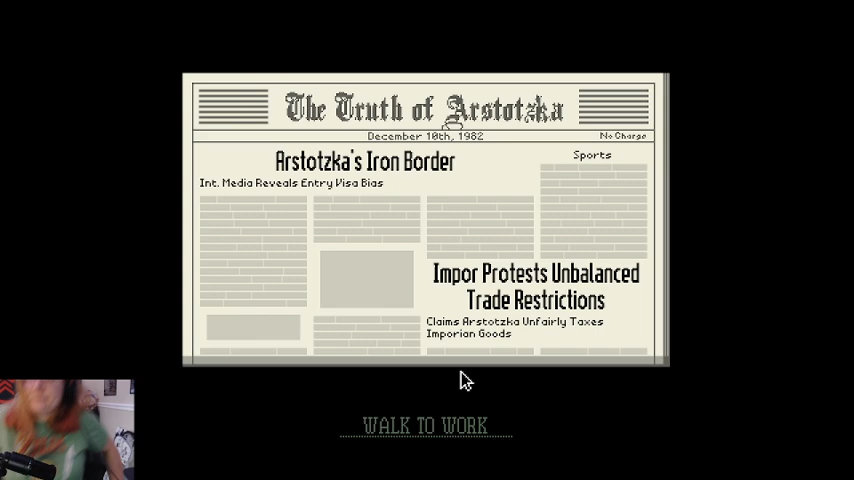 The Truth of Arstotzka
December 10th, 1982
No Charge
Arstotzka's Iron Border
Int. Media Reveals Entry Visa Bias
Sports
Impor Protests Unbalanced
Trade Restrictions
Claims Arstotzka Unfairly Taxes
Imporian Goods
WALK TO WORK